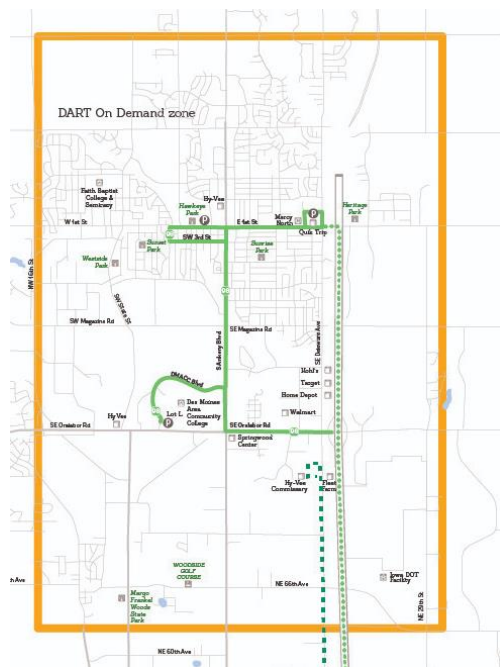 DART On Demand zone
Faith Baptist
College &
Seminary
Hy-Vee
Hawkeye
Park
P
P
Heritage
Park
W 1st St
E 1st St
Mercy
North
Quik Trip
SW 3rd St
Sunset
Park
Sunrise
Park
Westside
Park
NW 16th St
98
SW State St
SW Magazine Rd
SE Magazine Rd
S Ankeny Blvd
SE Delaware Ave
Kohl's
Target
Home Depot
Walmart
DMACC Blvd
Des Moines
Area
Community
College
Lot L
P
Hy Vee
SE Oralabor Rd
SE Oralabor Rd
98
Springwood
Center
Hy-Vee
Commissary
Fleet
Farm
WOODSIDE
GOLF
COURSE
NE 66th Ave
Iowa DOT
Facility
th Ave
Margo
Frankel
Woods
State
Park
NE 29th St
NE 60th Ave